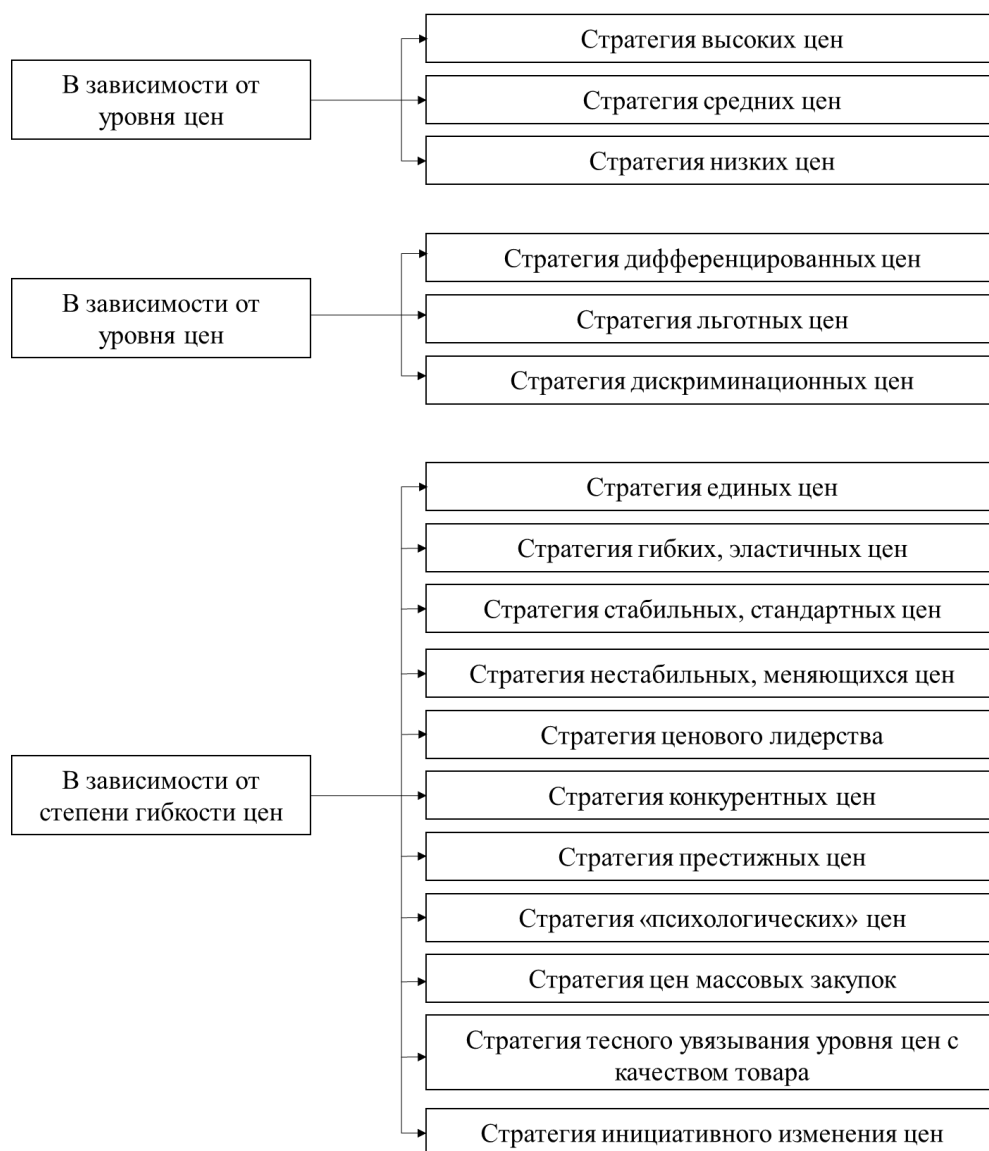 В зависимости от
уровня цен
Стратегия высоких цен
Стратегия средних цен
Стратегия низких цен
В зависимости от
уровня цен
Стратегия дифференцированных цен
Стратегия льготных цен
Стратегия дискриминационных цен
В зависимости от
степени гибкости цен
Стратегия единых цен
Стратегия гибких, эластичных цен
Стратегия стабильных, стандартных цен
Стратегия нестабильных, меняющихся цен
Стратегия ценового лидерства
Стратегия конкурентных цен
Стратегия престижных цен
Стратегия «психологических» цен
Стратегия цен массовых закупок
Стратегия тесного увязывания уровня цен с
качеством товара
Стратегия инициативного изменения цен